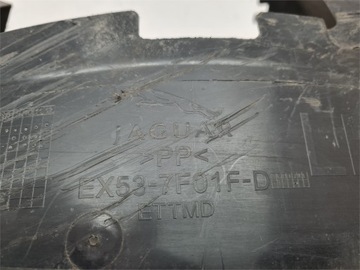 JAGUAR
>PP<
EX53-7F01F-D
ETTMD